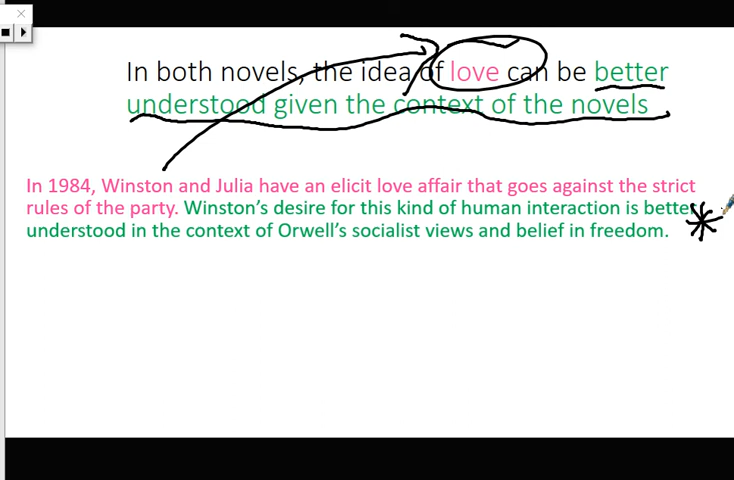 In both novels, the idea of love can be better
understood given the context of the novels
In 1984, Winston and Julia have an elicit love affair that goes against the strict
rules of the party. Winston's desire for this kind of human interaction is better
understood in the context of Orwell's socialist views and belief in freedom.